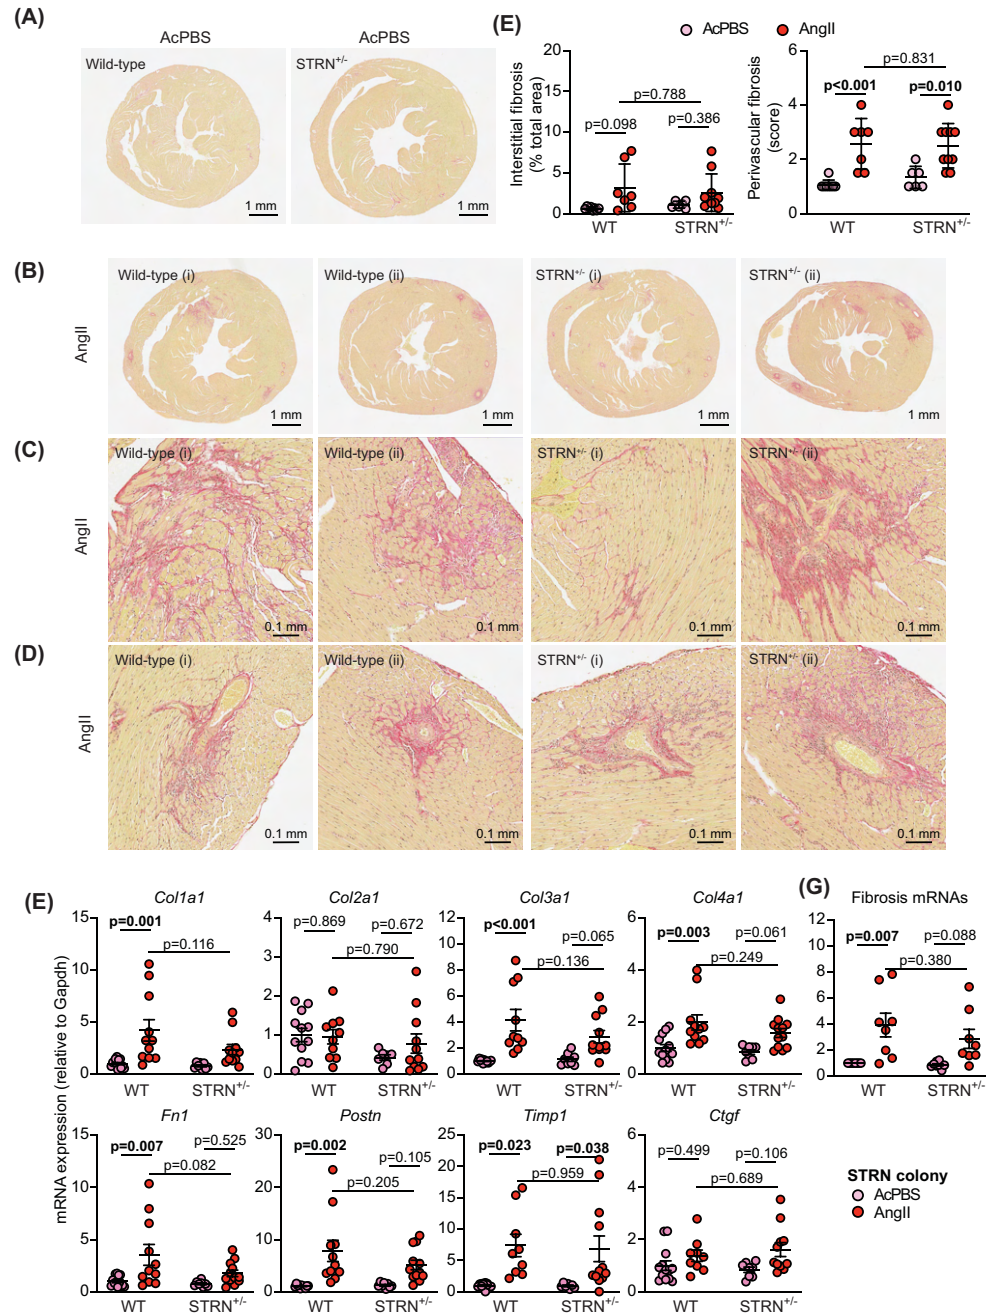 (A)
AcPBS
AcPBS
Wild-type
STRN+/-
1 mm
1 mm
(E)
AcPBS
AngII
Interstitial fibrosis
(% total area)
20
15
10
5
0
p=0.788
p=0.098
p=0.386
WT
STRN+/-
Perivascular fibrosis
(score)
6
4
2
0
p=0.831
p<0.001
p=0.010
WT
STRN+/-
(B)
AngII
Wild-type (i)
Wild-type (ii)
STRN+/- (i)
STRN+/- (ii)
1 mm
1 mm
1 mm
1 mm
(C)
AngII
Wild-type (i)
Wild-type (ii)
STRN+/- (i)
STRN+/- (ii)
0.1 mm
0.1 mm
0.1 mm
0.1 mm
(D)
AngII
Wild-type (i)
Wild-type (ii)
STRN+/- (i)
STRN+/- (ii)
0.1 mm
0.1 mm
0.1 mm
0.1 mm
(E)
mRNA expression (relative to Gapdh)
Col1a1
15
10
5
0
p=0.001
p=0.116
Col2a1
4
3
2
1
0
p=0.869
p=0.672
p=0.790
Col3a1
12
9
6
3
0
p<0.001
p=0.065
p=0.136
Col4a1
6
4
2
0
p=0.003
p=0.061
p=0.249
WT
STRN+/-
WT
STRN+/-
WT
STRN+/-
WT
STRN+/-
(G)
Fibrosis mRNAs
12
10
8
6
4
2
0
p=0.007
p=0.088
p=0.380
WT
STRN+/-
Fn1
15
10
5
0
p=0.007
p=0.525
p=0.082
Postn
30
20
10
0
p=0.002
p=0.105
p=0.205
Timp1
25
20
15
10
5
0
p=0.023
p=0.038
p=0.959
Ctgf
6
4
2
0
p=0.499
p=0.106
p=0.689
WT
STRN+/-
WT
STRN+/-
WT
STRN+/-
WT
STRN+/-
STRN colony
AcPBS
AngII